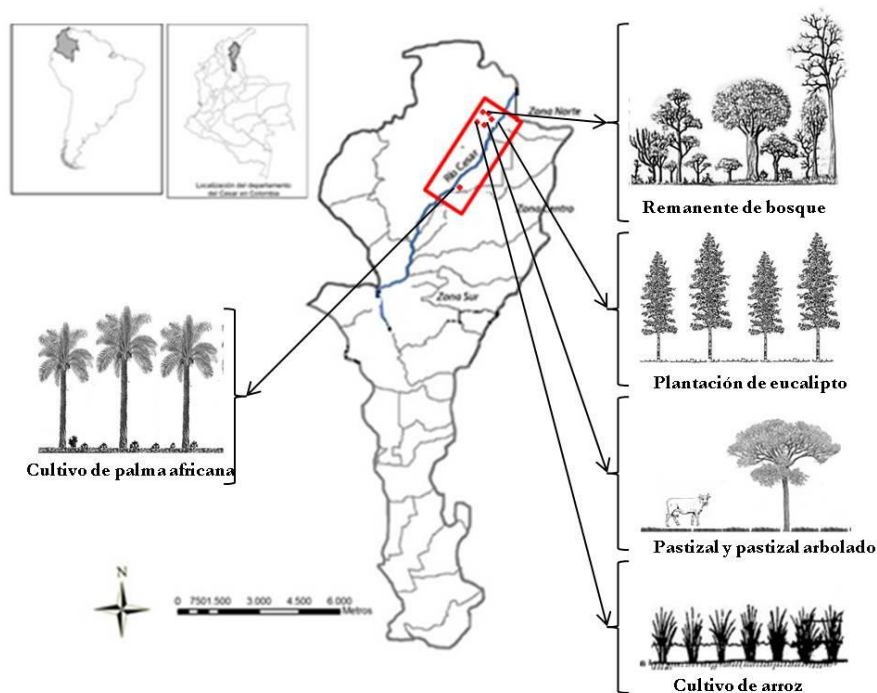 Localización del departamento
del Cesar en Colombia
Zona Norte
Río Cesar
Zona Centro
Zona Sur
Remanente de bosque
Plantación de eucalipto
Cultivo de palma africana
Pastizal y pastizal arbolado
Cultivo de arroz
N
0 750 1.500 3.000 4.500 6.000
Metros